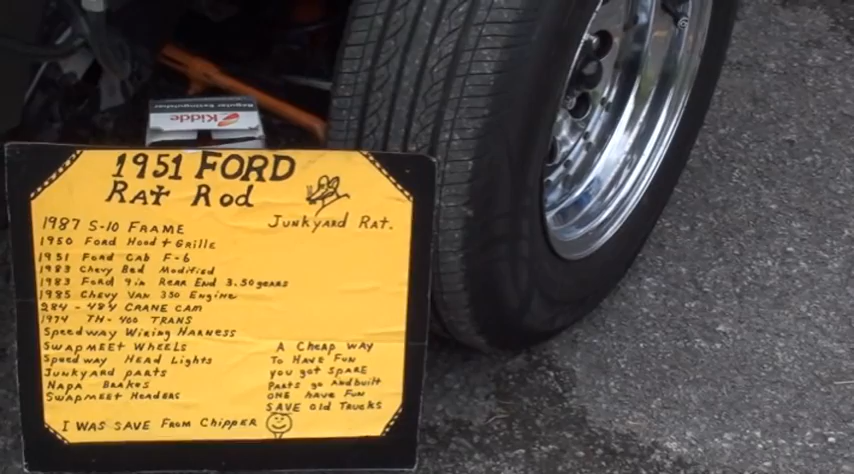 Regular Extinguisher
Kidde
1951 FORD
Rat Rod
Junkyard Rat.
1987 S-10 FRAME
1950 Ford Hood + Grille
1951 Ford Cab F-6
1983 Chevy Bed Modified
1983 Ford 9in Rear End 3.50 gears
1985 Chevy Van 350 Engine
284 - 484 CRANE CAM
1974 TH-400 TRANS
Speedway Wiring Harness
Swapmeet Wheels
Speedway Head Lights
Junkyard parts
Napa Brakes
Swapmeet Headers
A Cheap way
To Have Fun
you got SPARE
Parts go and built
ONE have Fun
SAVE old Trucks
I WAS SAVE From Chipper